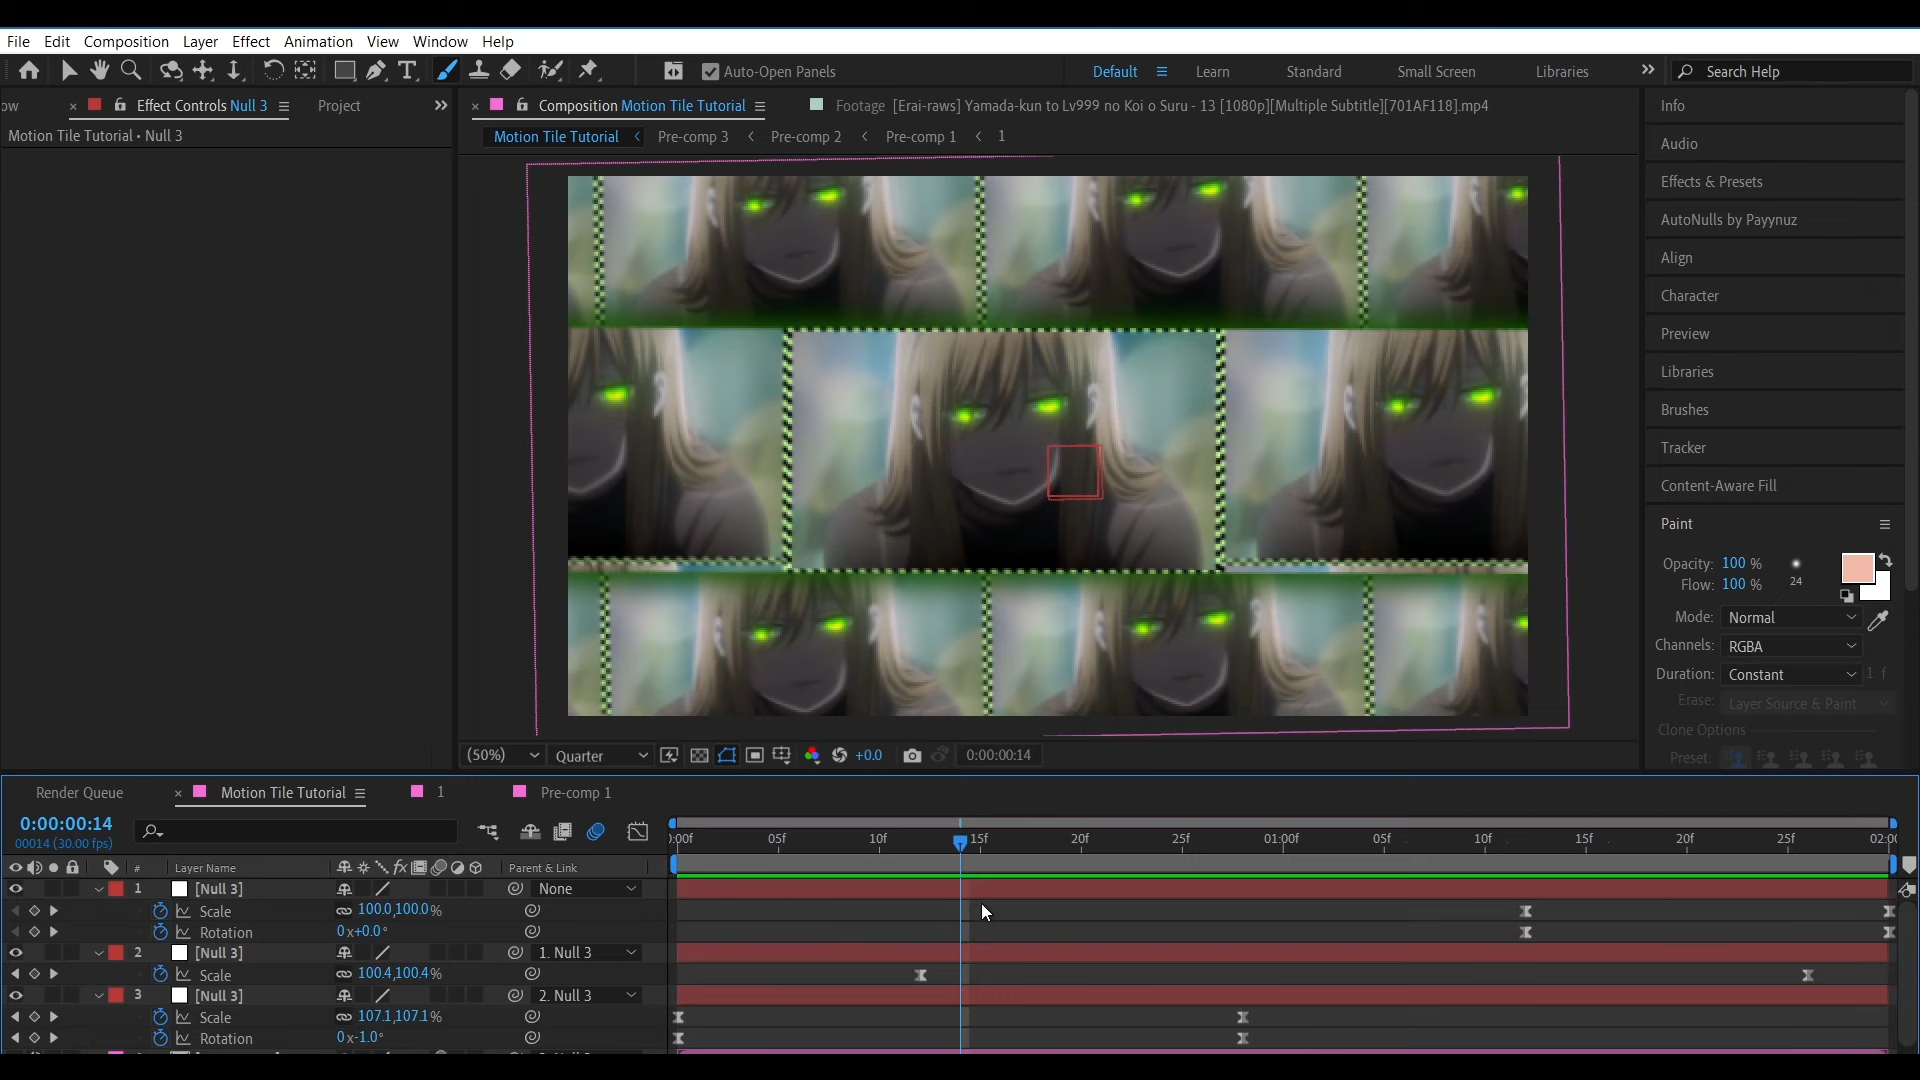 File Edit Composition Layer Effect Animation View Window Help
Auto-Open Panels Default Learn Standard Small Screen Libraries Search Help
ow × Effect Controls Null 3 Project × Composition Motion Tile Tutorial Footage [Erai-raws] Yamada-kun to Lv999 no Koi o Suru - 13 [1080p][Multiple Subtitle][701AF118].mp4
Motion Tile Tutorial • Null 3
Motion Tile Tutorial Pre-comp 3 Pre-comp 2 Pre-comp 1 1
Info
Audio
Effects & Presets
AutoNulls by Payynuz
Align
Character
Preview
Libraries
Brushes
Tracker
Content-Aware Fill
Paint
Opacity: 100 %
Flow: 100 % 24
Mode: Normal
Channels: RGBA
Duration: Constant 1 f
Erase: Layer Source & Paint
Clone Options
Preset:
(50%) Quarter +0.0 0:00:00:14
Render Queue × Motion Tile Tutorial 1 Pre-comp 1
0:00:00:14
00014 (30.00 fps)
:00f 05f 10f 15f 20f 25f 01:00f 05f 10f 15f 20f 25f 02:00
# Layer Name fx Parent & Link
1 [Null 3] None
Scale 100.0,100.0%
Rotation 0x+0.0°
2 [Null 3] 1. Null 3
Scale 100.4,100.4%
3 [Null 3] 2. Null 3
Scale 107.1,107.1%
Rotation 0x-1.0°